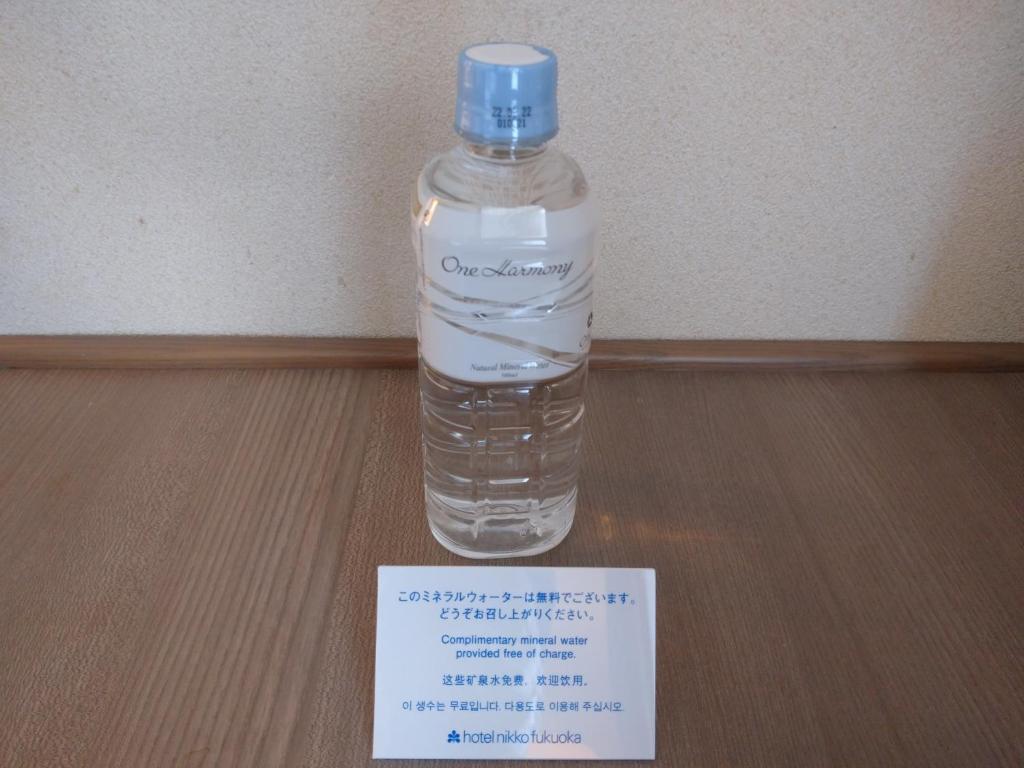 One Harmony
Natural Mineral Water
500ml
このミネラルウォーターは無料でございます。
どうぞお召し上がりください。
Complimentary mineral water
provided free of charge.
这些矿泉水免费，欢迎饮用。
이 생수는 무료입니다. 다용도로 이용해 주십시오.
hotel nikko fukuoka